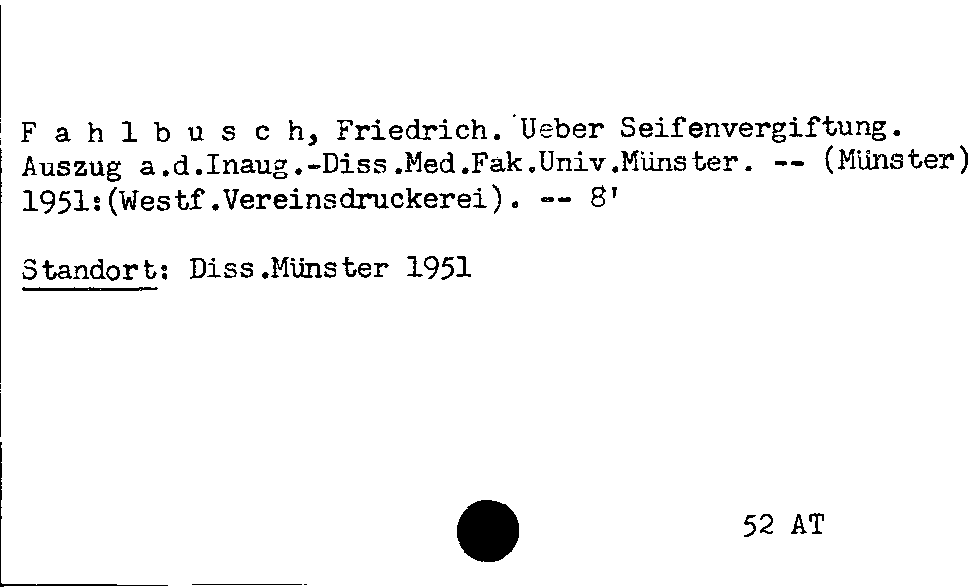 F a h l b u s c h, Friedrich. Ueber Seifenvergiftung.
Auszug a.d.Inaug.-Diss.Med.Fak.Univ.Münster. -- (Münster)
1951:(Westf.Vereinsdruckerei). -- 8'
Standort: Diss.Münster 1951
52 AT